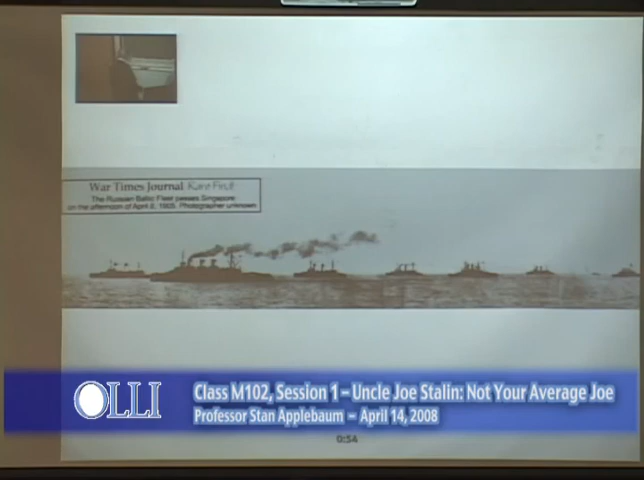 War Times Journal
The Russian Baltic Fleet passes Singapore
on the afternoon of April 2, 1905. Photographer unknown
OLLI
Class M102, Session 1 – Uncle Joe Stalin: Not Your Average Joe
Professor Stan Applebaum – April 14, 2008
0:54